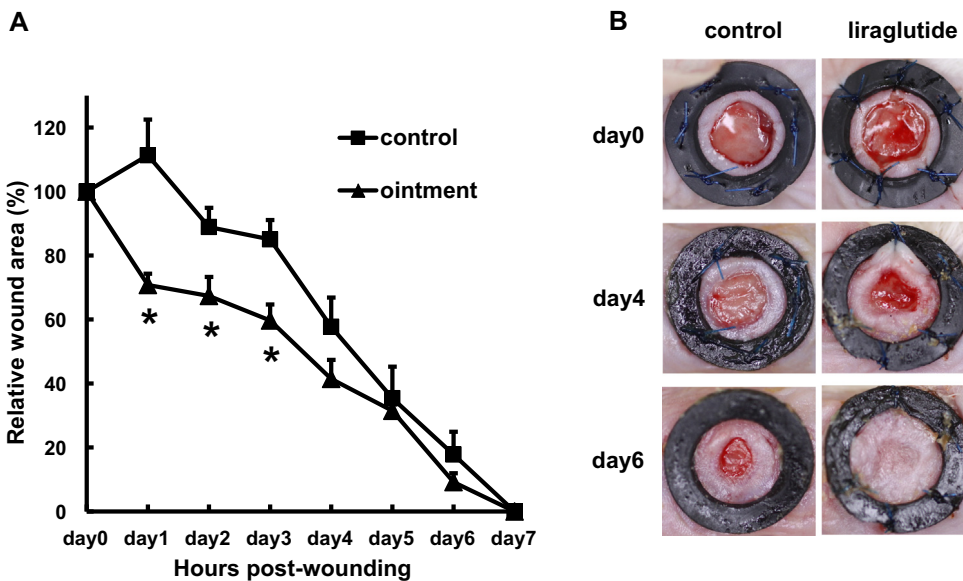 A
Relative wound area (%)
120
100
80
60
40
20
0
control
ointment
*
*
*
day0 day1 day2 day3 day4 day5 day6 day7
Hours post-wounding
B
control liraglutide
day0
day4
day6